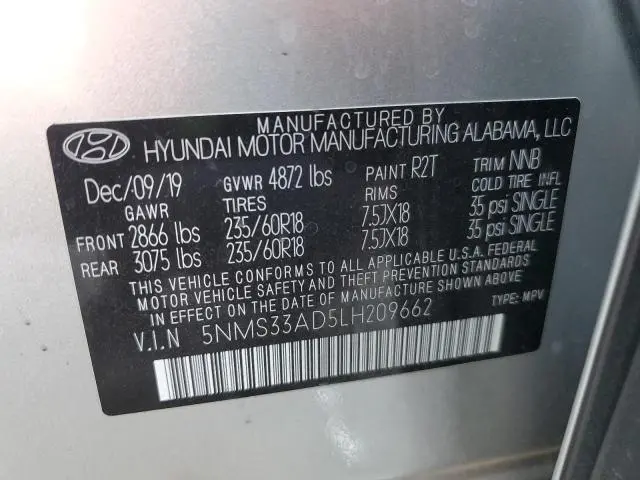 MANUFACTURED BY
HYUNDAI MOTOR MANUFACTURING ALABAMA, LLC
Dec/09/19 GVWR 4872 lbs PAINT R2T TRIM NNB
GAWR TIRES RIMS COLD TIRE INFL
FRONT 2866 lbs 235/60R18 7.5JX18 35 psi SINGLE
REAR 3075 lbs 235/60R18 7.5JX18 35 psi SINGLE
THIS VEHICLE CONFORMS TO ALL APPLICABLE U.S.A. FEDERAL
MOTOR VEHICLE SAFETY AND THEFT PREVENTION STANDARDS
IN EFFECT ON THE DATE OF MANUFACTURE SHOWN ABOVE.
V.I.N 5NMS33AD5LH209662 TYPE: MPV